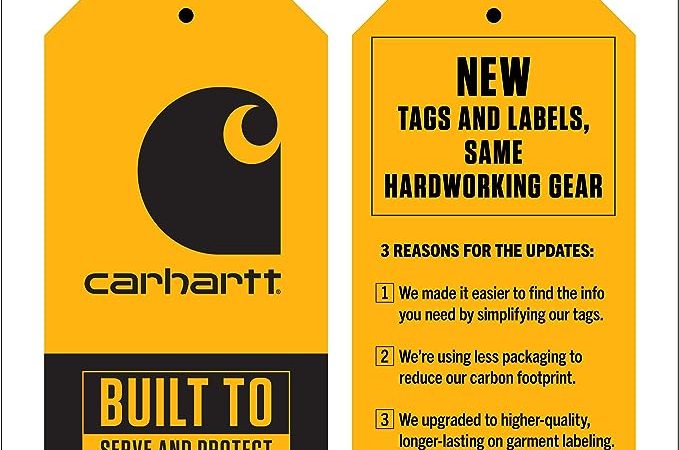 carhartt®
BUILT TO
SERVE AND PROTECT
NEW
TAGS AND LABELS,
SAME
HARDWORKING GEAR
3 REASONS FOR THE UPDATES:
1 We made it easier to find the info
you need by simplifying our tags.
2 We're using less packaging to
reduce our carbon footprint.
3 We upgraded to higher-quality,
longer-lasting on garment labeling.